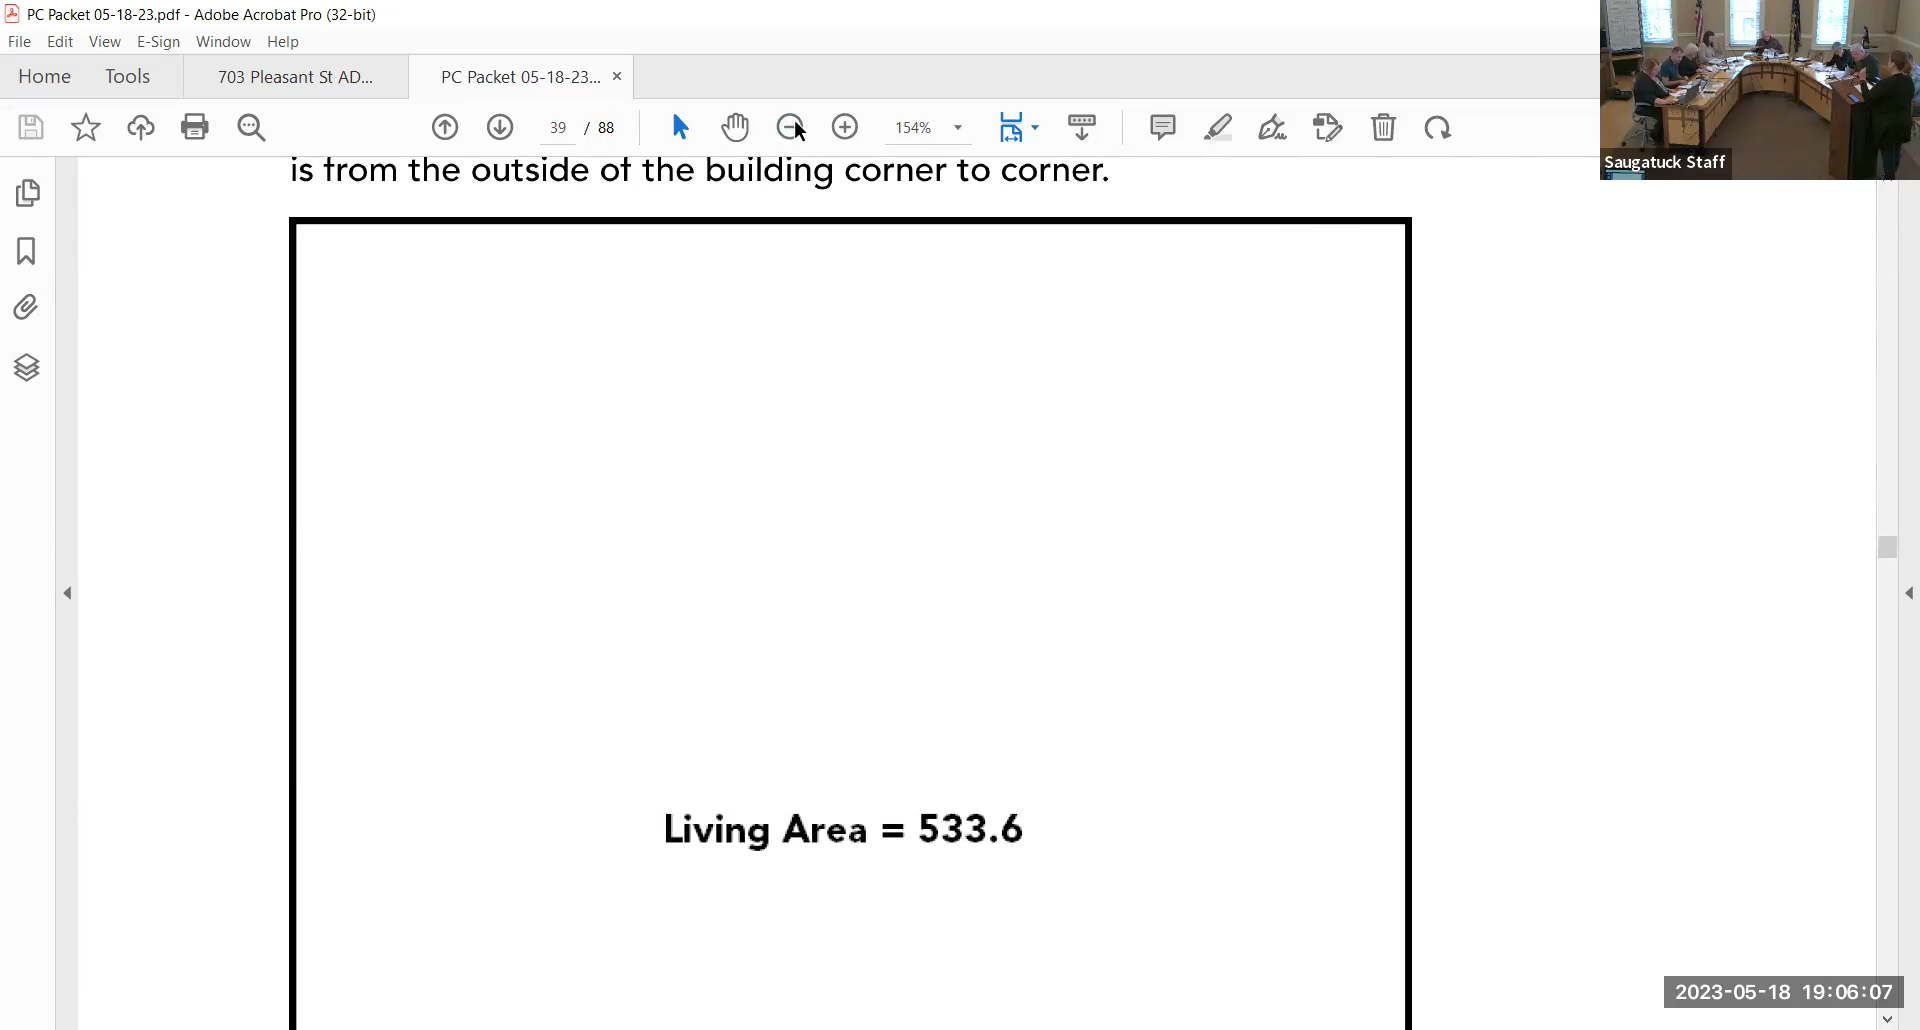 PC Packet 05-18-23.pdf - Adobe Acrobat Pro (32-bit)
File Edit View E-Sign Window Help
Home Tools 703 Pleasant St AD... PC Packet 05-18-23... ×
39 / 88 154%
Saugatuck Staff
is from the outside of the building corner to corner.
Living Area = 533.6
2023-05-18 19:06:07